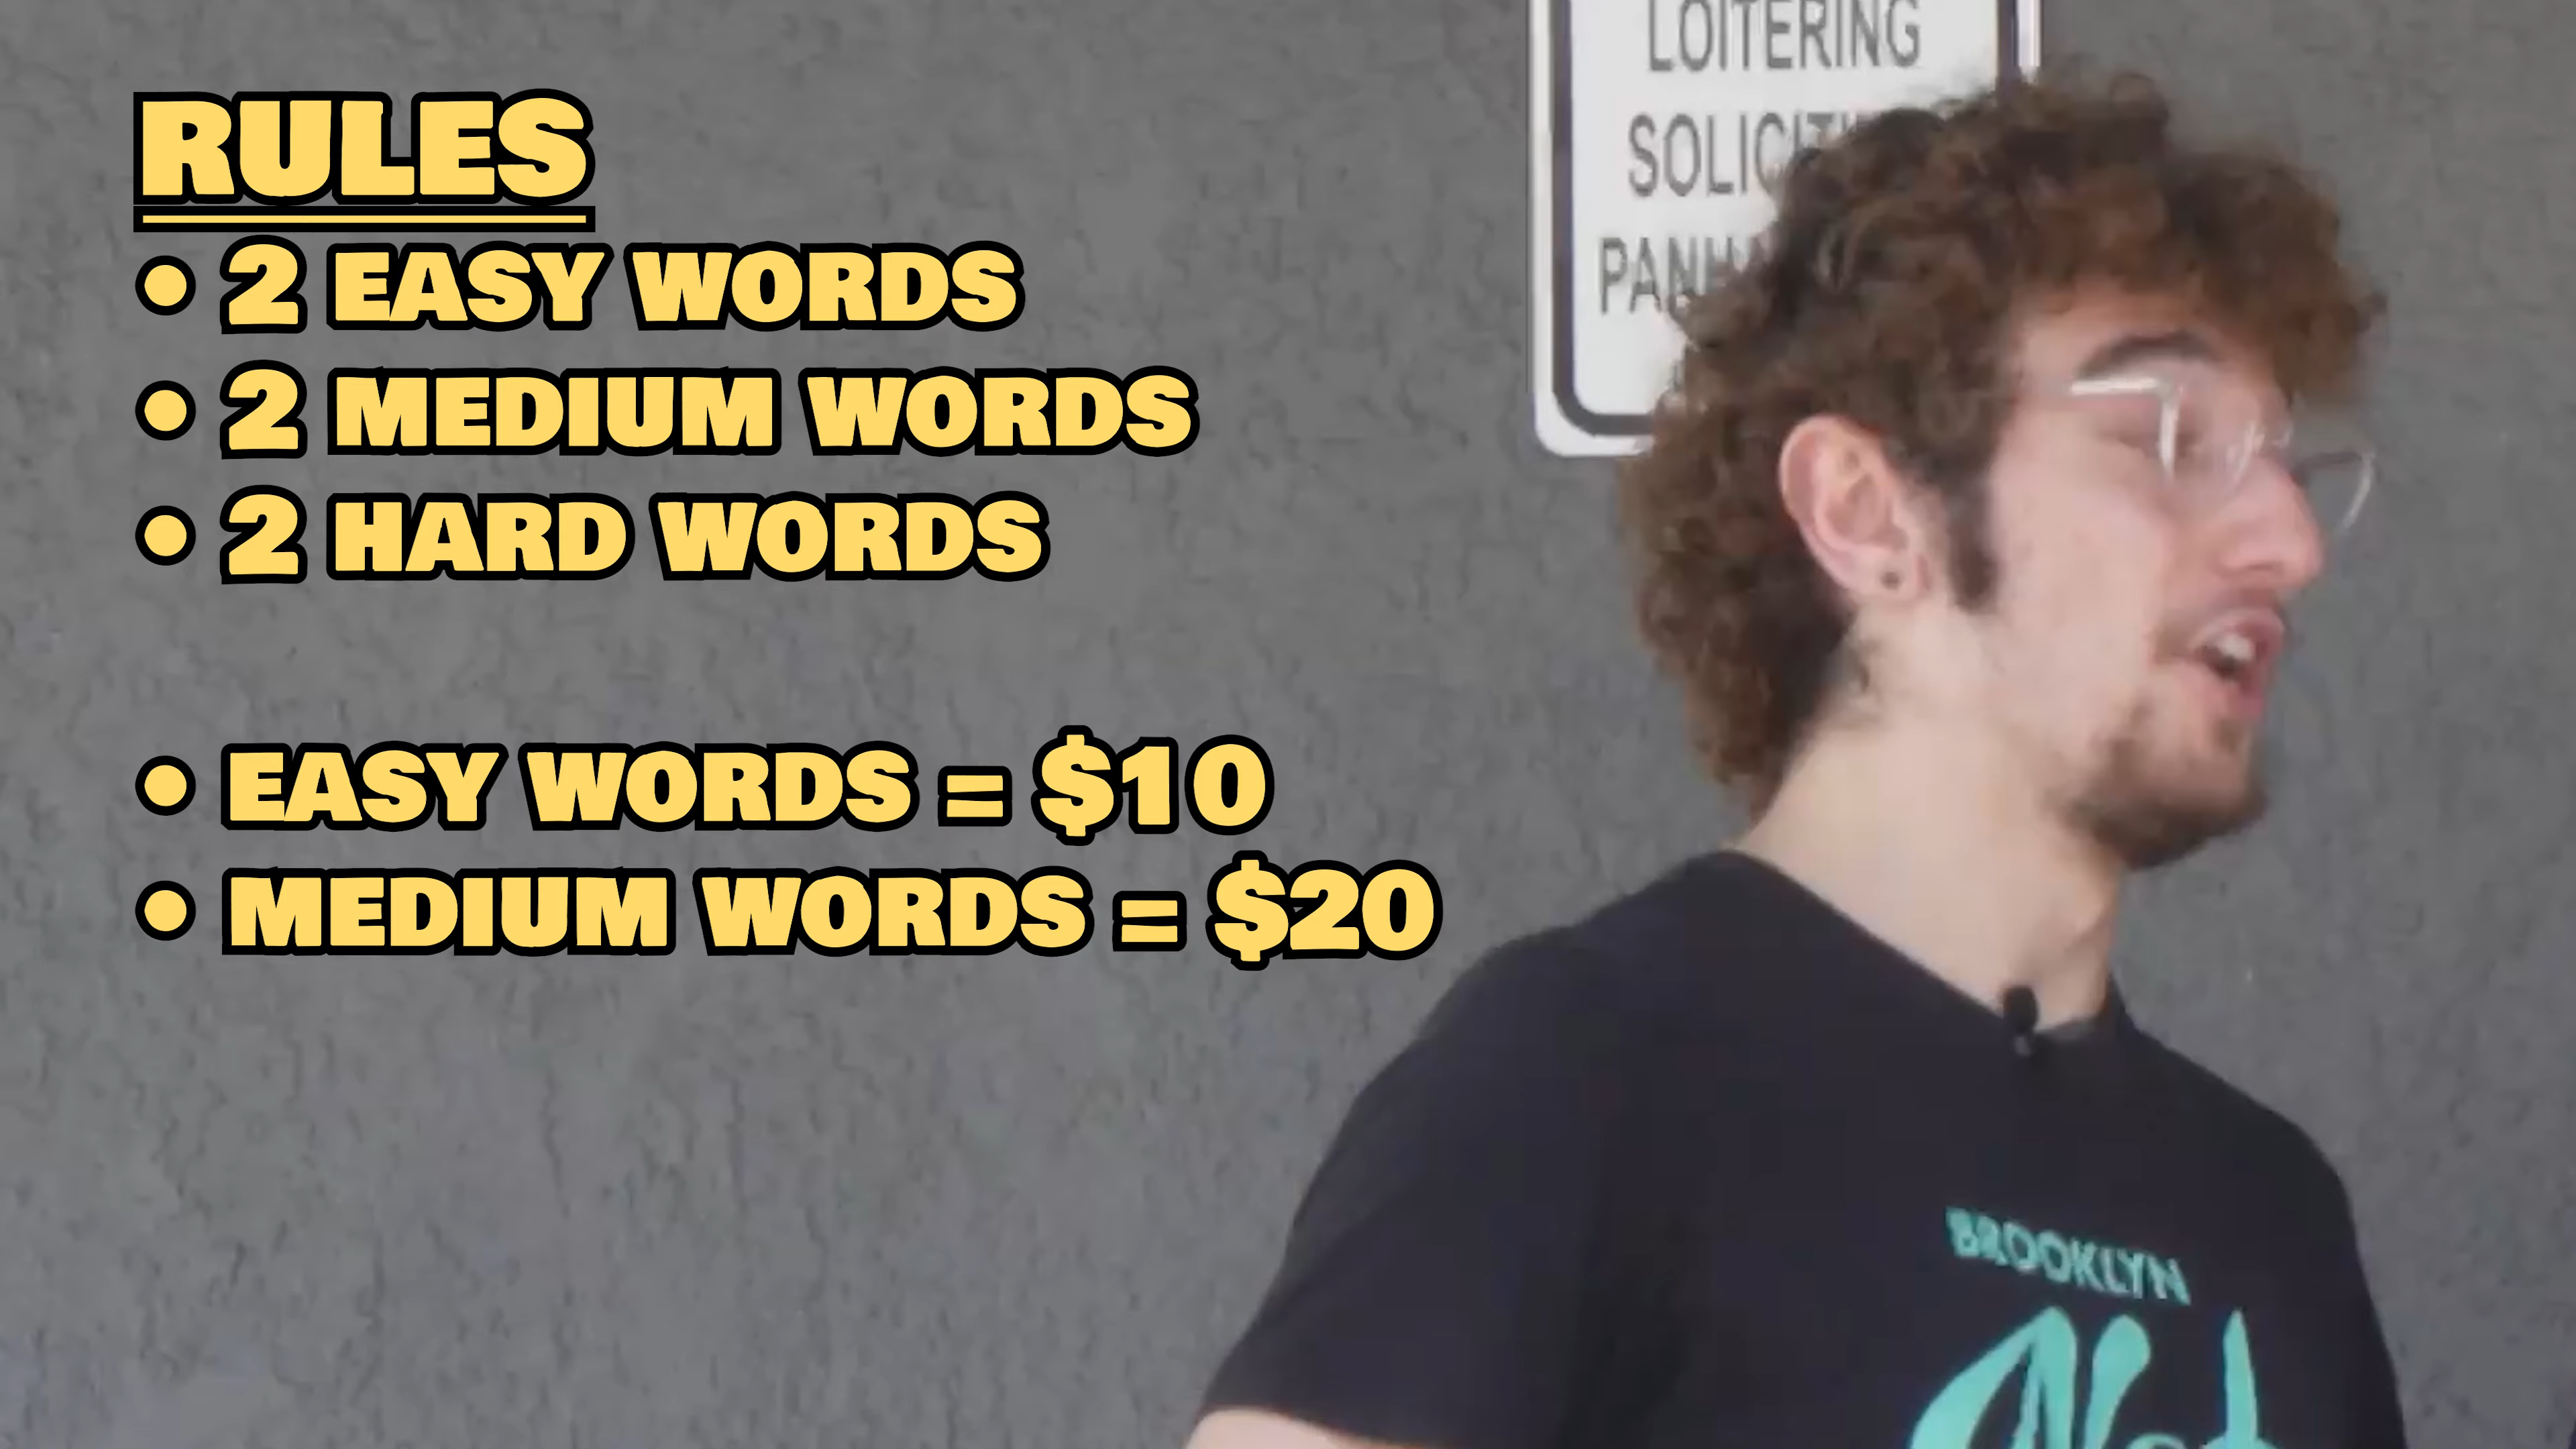 RULES
• 2 EASY WORDS
• 2 MEDIUM WORDS
• 2 HARD WORDS
• EASY WORDS = $10
• MEDIUM WORDS = $20
LOITERING
BROOKLYN